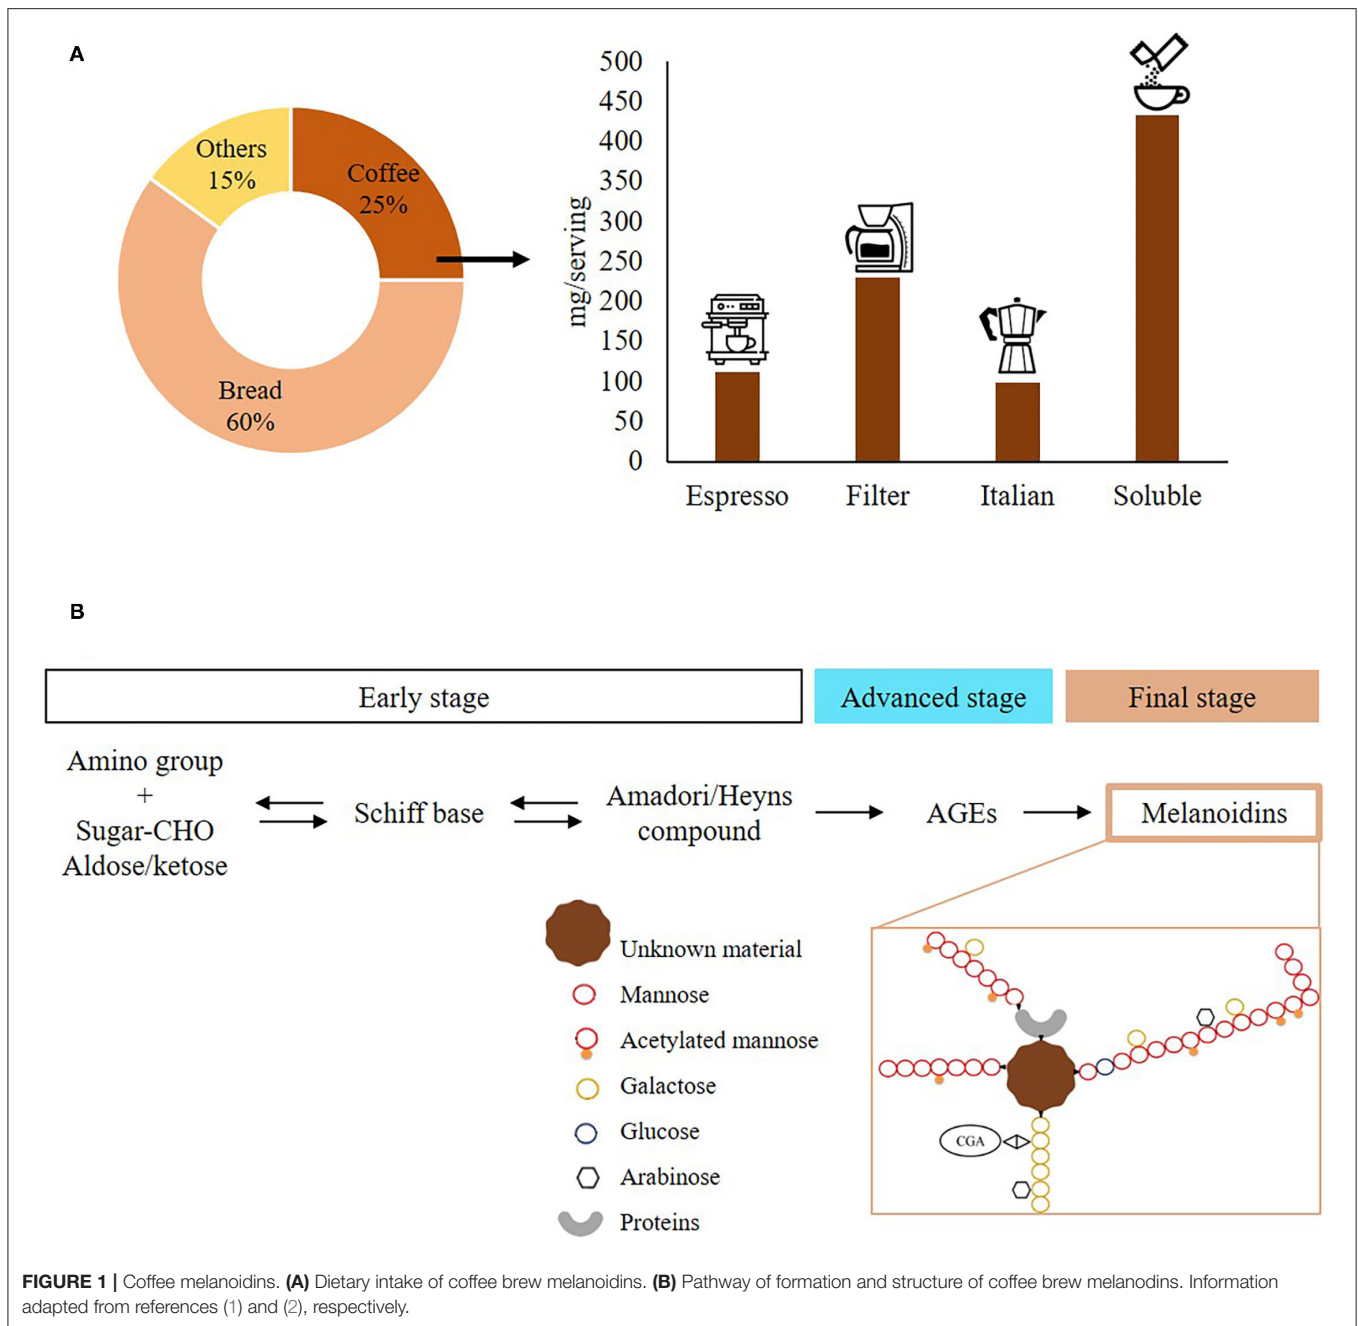 A
Others
15%
Coffee
25%
Bread
60%
mg/serving
500
450
400
350
300
250
200
150
100
50
0
Espresso
Filter
Italian
Soluble
B
Early stage
Advanced stage
Final stage
Amino group
+
Sugar-CHO
Aldose/ketose
Schiff base
Amadori/Heyns
compound
AGEs
Melanoidins
Unknown material
Mannose
Acetylated mannose
Galactose
Glucose
Arabinose
Proteins
CGA
FIGURE 1 | Coffee melanoidins. (A) Dietary intake of coffee brew melanoidins. (B) Pathway of formation and structure of coffee brew melanodins. Information
adapted from references (1) and (2), respectively.